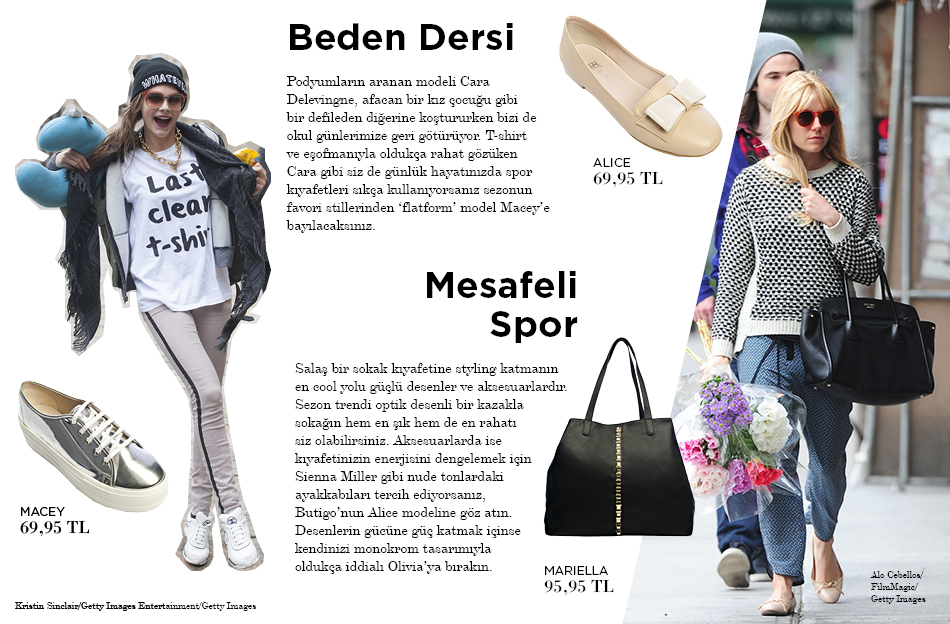 Beden Dersi
Podyumların aranan modeli Cara
Delevingne, afacan bir kız çocuğu gibi
bir defileden diğerine koştururken bizi de
okul günlerimize geri götürüyor. T-shirt
ve eşofmanıyla oldukça rahat gözüken
Cara gibi siz de günlük hayatınızda spor
kıyafetleri sıkça kullanıyorsanız sezonun
favori stillerinden ‘flatform’ model Macey’e
bayılacaksınız.
WHATEVER
Last
clean
t-shir
ALICE
69,95 TL
Mesafeli
Spor
Salaş bir sokak kıyafetine styling katmanın
en cool yolu güçlü desenler ve aksesuarlardır.
Sezon trendi optik desenli bir kazakla
sokağın hem en şık hem de en rahatı
siz olabilirsiniz. Aksesuarlarda ise
kıyafetinizin enerjisini dengelemek için
Sienna Miller gibi nude tonlardaki
ayakkabıları tercih ediyorsanız,
Butigo’nun Alice modeline göz atın.
Desenlerin gücüne güç katmak içinse
kendinizi monokrom tasarımıyla
oldukça iddialı Olivia’ya bırakın.
MACEY
69,95 TL
MARIELLA
95,95 TL
Kristin Sinclair/Getty Images Entertainment/Getty Images
Alo Ceballos/
FilmMagic/
Getty Images